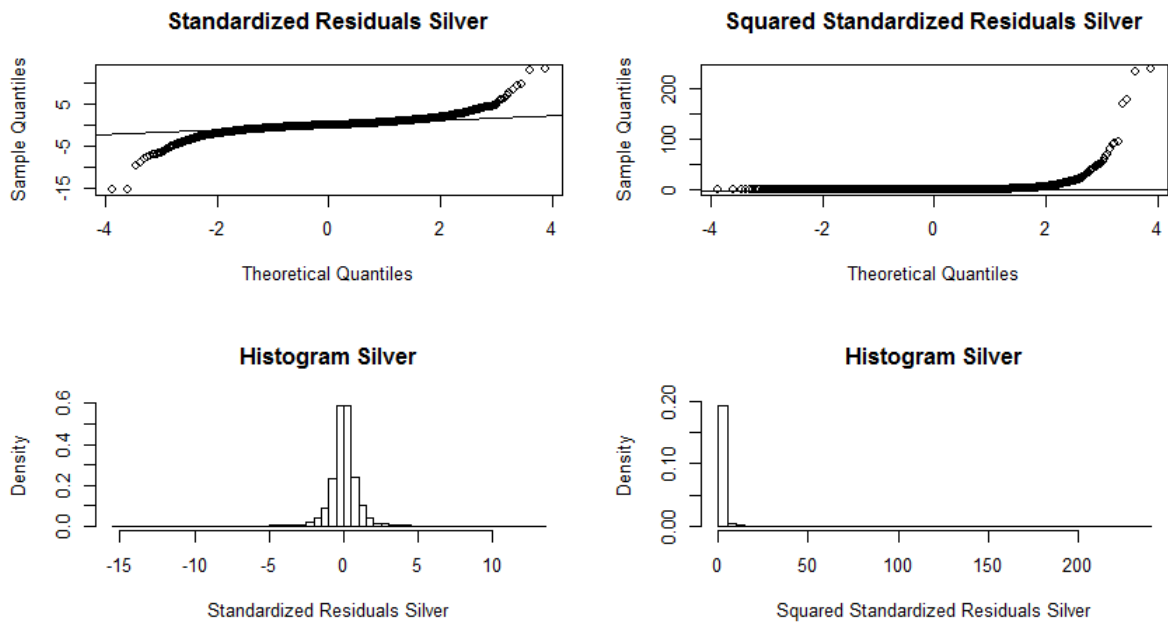 Standardized Residuals Silver
Sample Quantiles
5
-5
-15
-4
-2
0
2
4
Theoretical Quantiles
Squared Standardized Residuals Silver
Sample Quantiles
200
100
0
-4
-2
0
2
4
Theoretical Quantiles
Histogram Silver
Density
0.6
0.4
0.2
0.0
-15
-10
-5
0
5
10
Standardized Residuals Silver
Histogram Silver
Density
0.20
0.10
0.00
0
50
100
150
200
Squared Standardized Residuals Silver